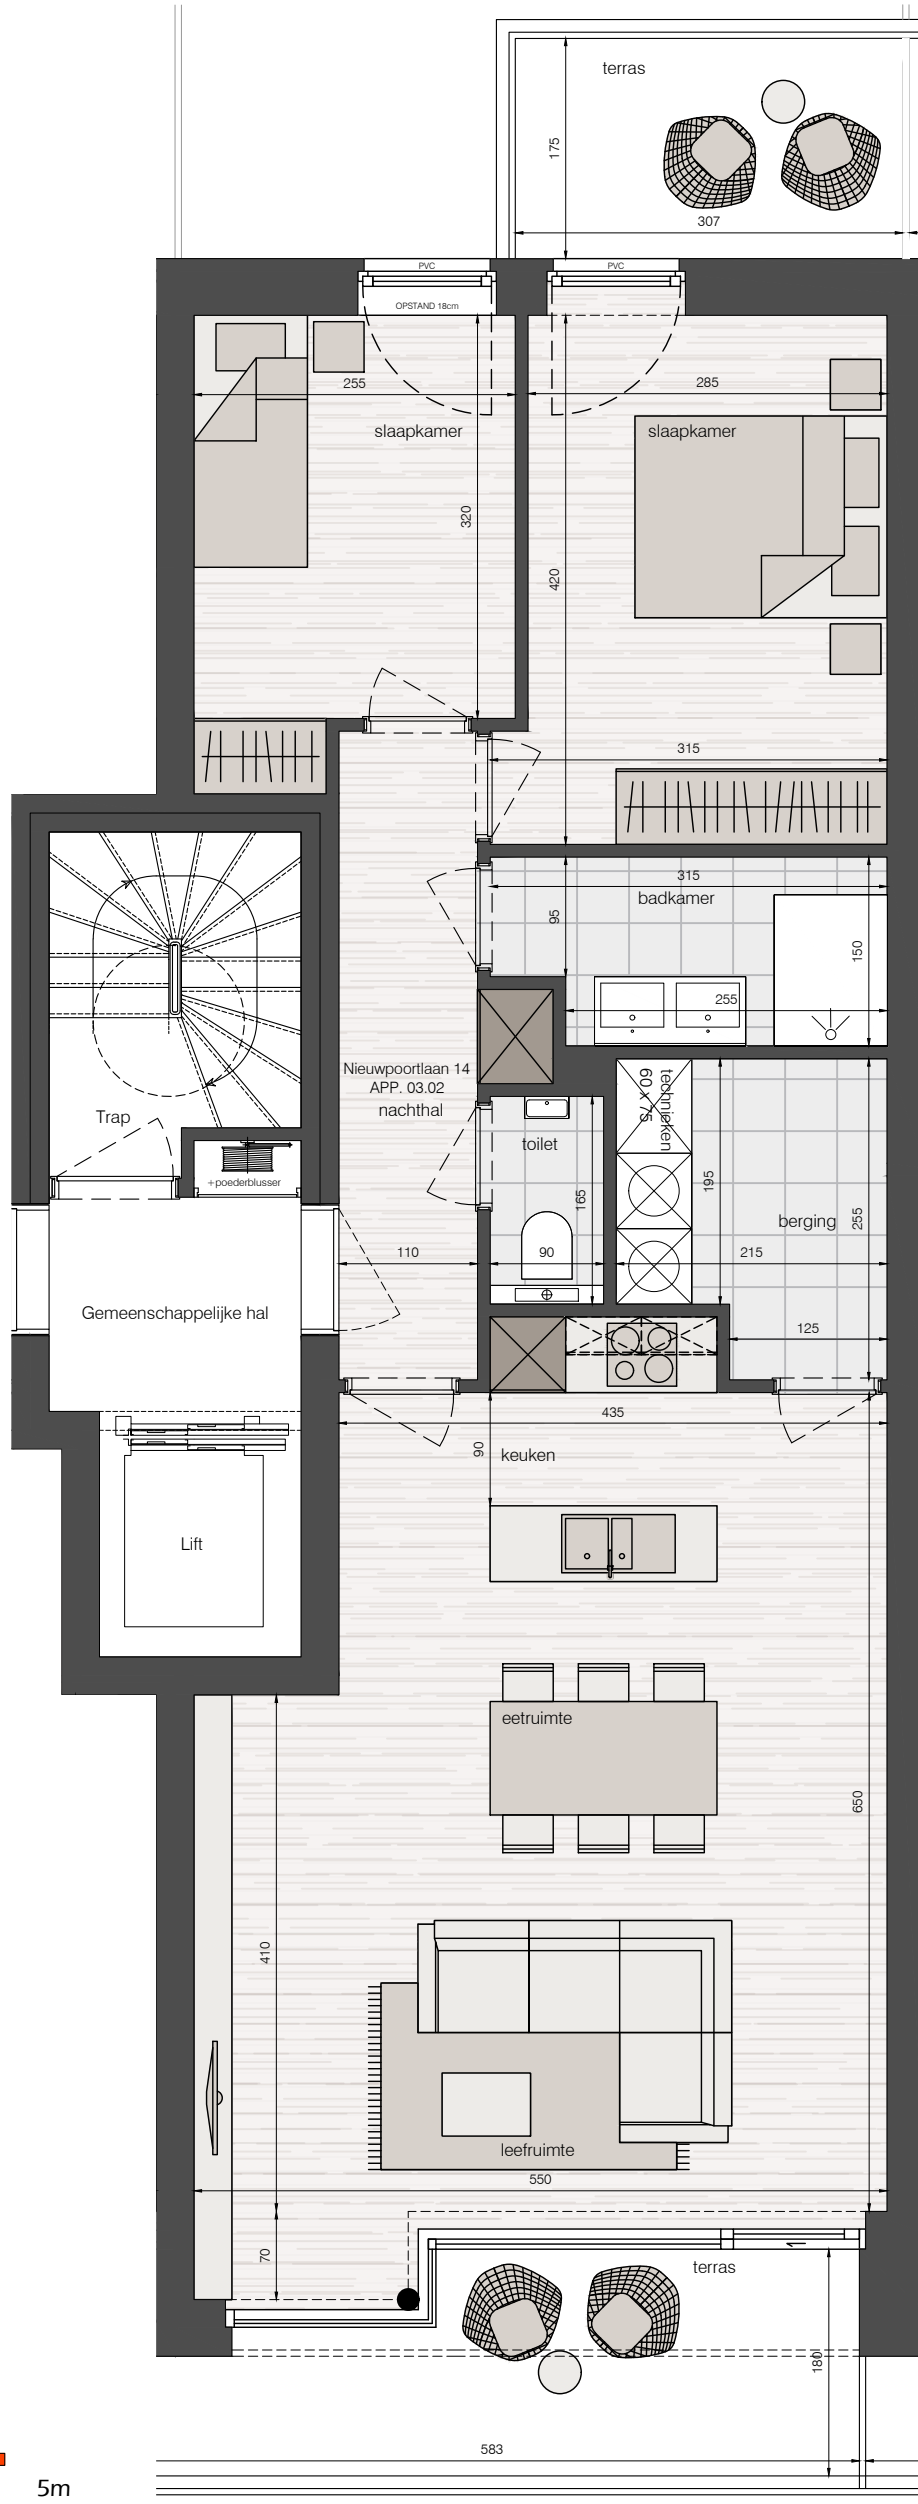 terras
175
307
PVC
PVC
OPSTAND 18cm
255
285
slaapkamer
slaapkamer
320
420
315
315
badkamer
95
150
255
Nieuwpoortlaan 14
APP. 03.02
nachthal
Trap
technieken
60 x 75
toilet
+poederblusser
165
195
berging
255
110
90
215
Gemeenschappelijke hal
125
435
90
keuken
Lift
eetruimte
650
410
leefruimte
550
70
terras
180
583
5m